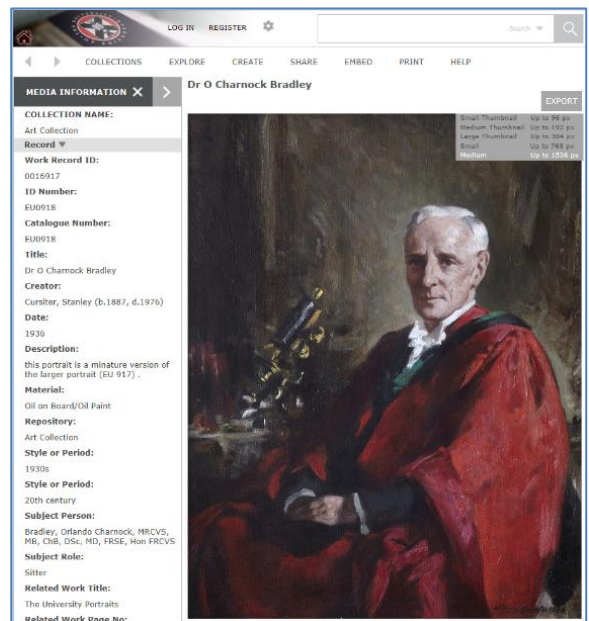 LOG IN REGISTER
Search
COLLECTIONS EXPLORE CREATE SHARE EMBED PRINT HELP
MEDIA INFORMATION X
Dr O Charnock Bradley
EXPORT
Small Thumbnail Up to 96 px
Medium Thumbnail Up to 192 px
Large Thumbnail Up to 384 px
Small Up to 768 px
Medium Up to 1536 px
COLLECTION NAME:
Art Collection
Record
Work Record ID:
0016917
ID Number:
EU0918
Catalogue Number:
EU0918
Title:
Dr O Charnock Bradley
Creator:
Cursiter, Stanley (b.1887, d.1976)
Date:
1936
Description:
this portrait is a minature version of
the larger portrait (EU 917) .
Material:
Oil on Board/Oil Paint
Repository:
Art Collection
Style or Period:
1930s
Style or Period:
20th century
Subject Person:
Bradley, Orlando Charnock, MRCVS,
MB, ChB, DSc, MD, FRSE, Hon FRCVS
Subject Role:
Sitter
Related Work Title:
The University Portraits
Related Work Page No: